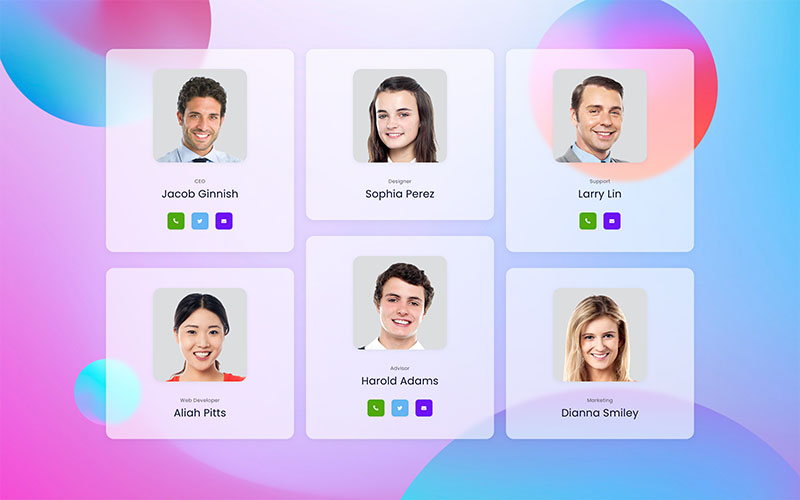 CEO
Jacob Ginnish
Designer
Sophia Perez
Support
Larry Lin
Web Developer
Aliah Pitts
Advisor
Harold Adams
Marketing
Dianna Smiley